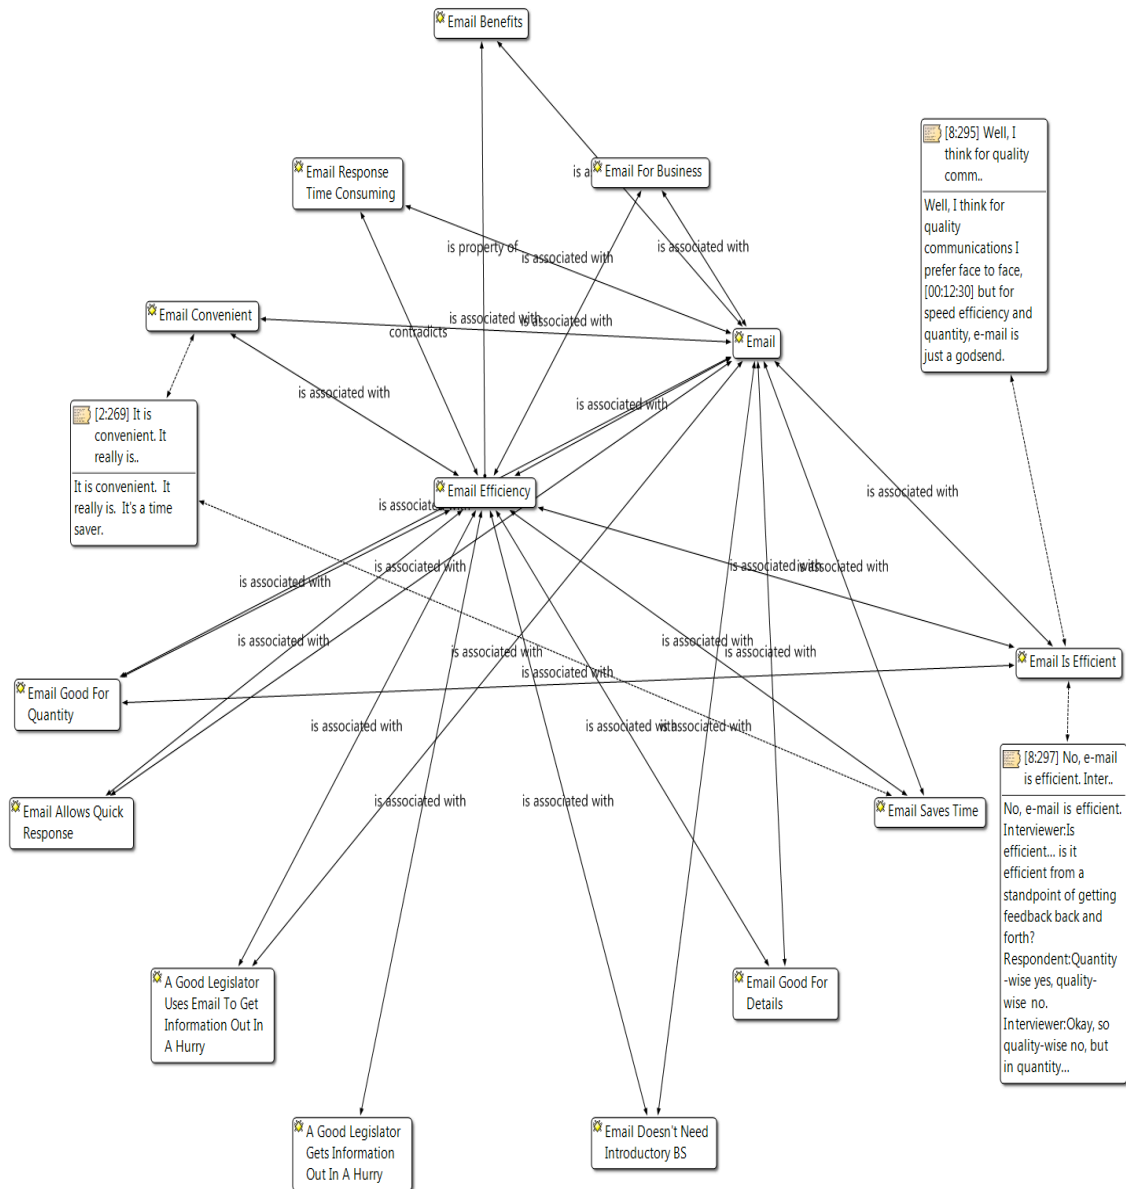 Email Benefits
[8:295] Well, I
think for quality
comm..
Well, I think for
quality
communications I
prefer face to face,
[00:12:30] but for
speed efficiency and
quantity, e-mail is
just a godsend.
Email Response
Time Consuming
is a
Email For Business
is property of
is associated with
is associated with
Email Convenient
is associated with
is associated with
contradicts
Email
is associated with
is associated with
[2:269] It is
convenient. It
really is..
It is convenient. It
really is. It's a time
saver.
Email Efficiency
is associated with
is associated with
is associated with
is associated with
is associated with
is associated with
is associated with
is associated with
is associated with
is associated with
is associated with
Email Is Efficient
is associated with
Email Good For
Quantity
is associated with
is associated with
is associated with
[8:297] No, e-mail
is efficient. Inter..
No, e-mail is efficient.
Interviewer:Is
efficient... is it
efficient from a
standpoint of getting
feedback back and
forth?
Respondent:Quantity
-wise yes, quality-
wise no.
Interviewer:Okay, so
quality-wise no, but
in quantity...
Email Allows Quick
Response
is associated with
is associated with
Email Saves Time
A Good Legislator
Uses Email To Get
Information Out In
A Hurry
Email Good For
Details
A Good Legislator
Gets Information
Out In A Hurry
Email Doesn't Need
Introductory BS